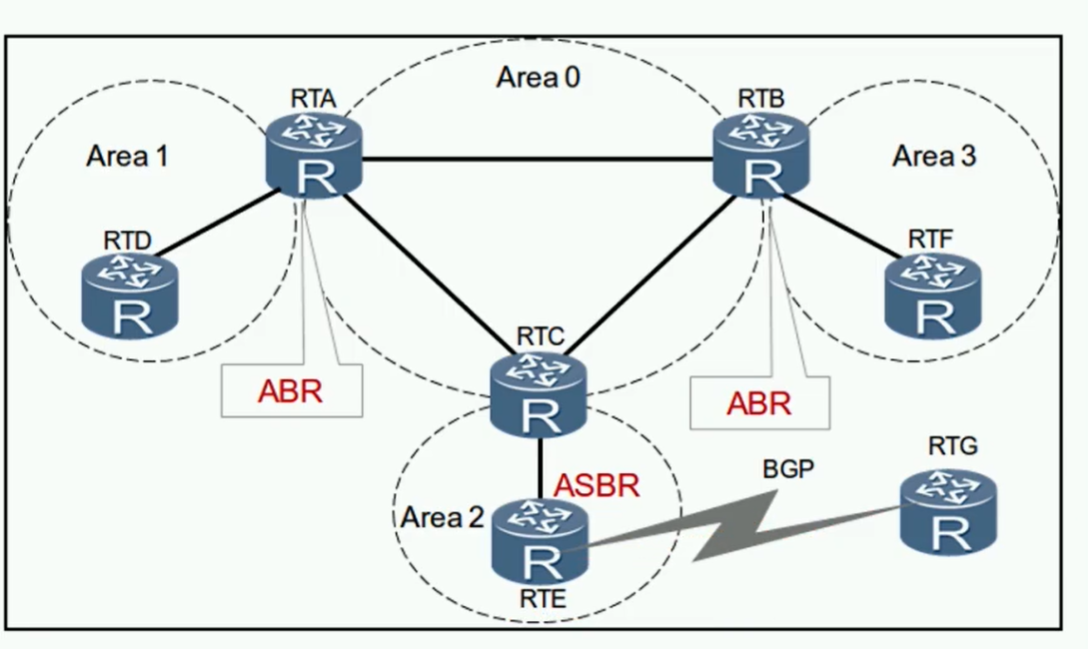 Area 0
RTA
RTB
Area 1
Area 3
R
R
RTD
RTF
R
R
RTC
ABR
ABR
R
RTG
BGP
ASBR
Area 2
R
R
RTE